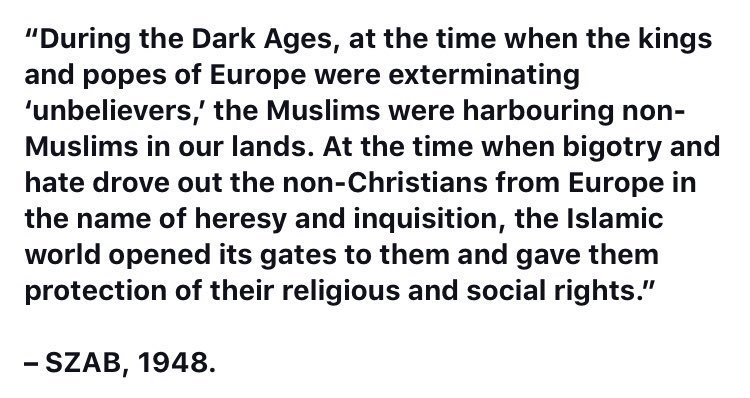 “During the Dark Ages, at the time when the kings
and popes of Europe were exterminating
‘unbelievers,’ the Muslims were harbouring non-
Muslims in our lands. At the time when bigotry and
hate drove out the non-Christians from Europe in
the name of heresy and inquisition, the Islamic
world opened its gates to them and gave them
protection of their religious and social rights.”
– SZAB, 1948.